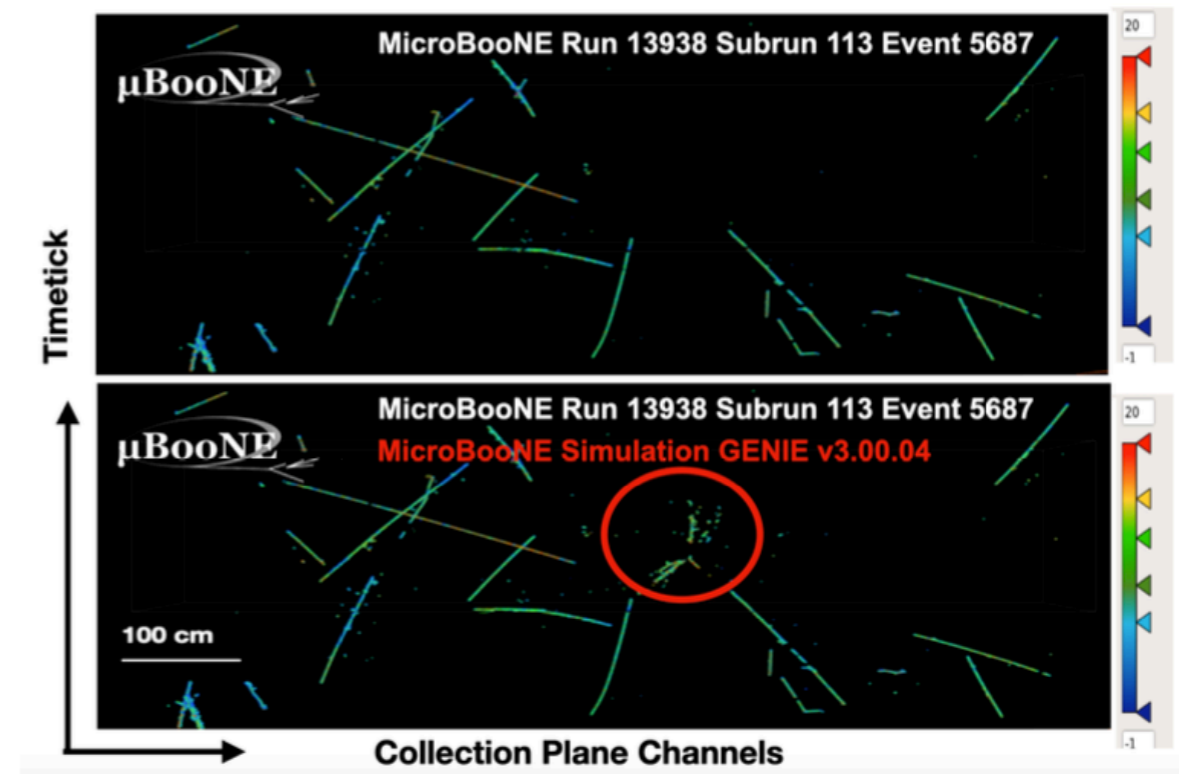 MicroBooNE Run 13938 Subrun 113 Event 5687
µBooNE
20
-1
Timetick
MicroBooNE Run 13938 Subrun 113 Event 5687
MicroBooNE Simulation GENIE v3.00.04
µBooNE
20
100 cm
-1
Collection Plane Channels